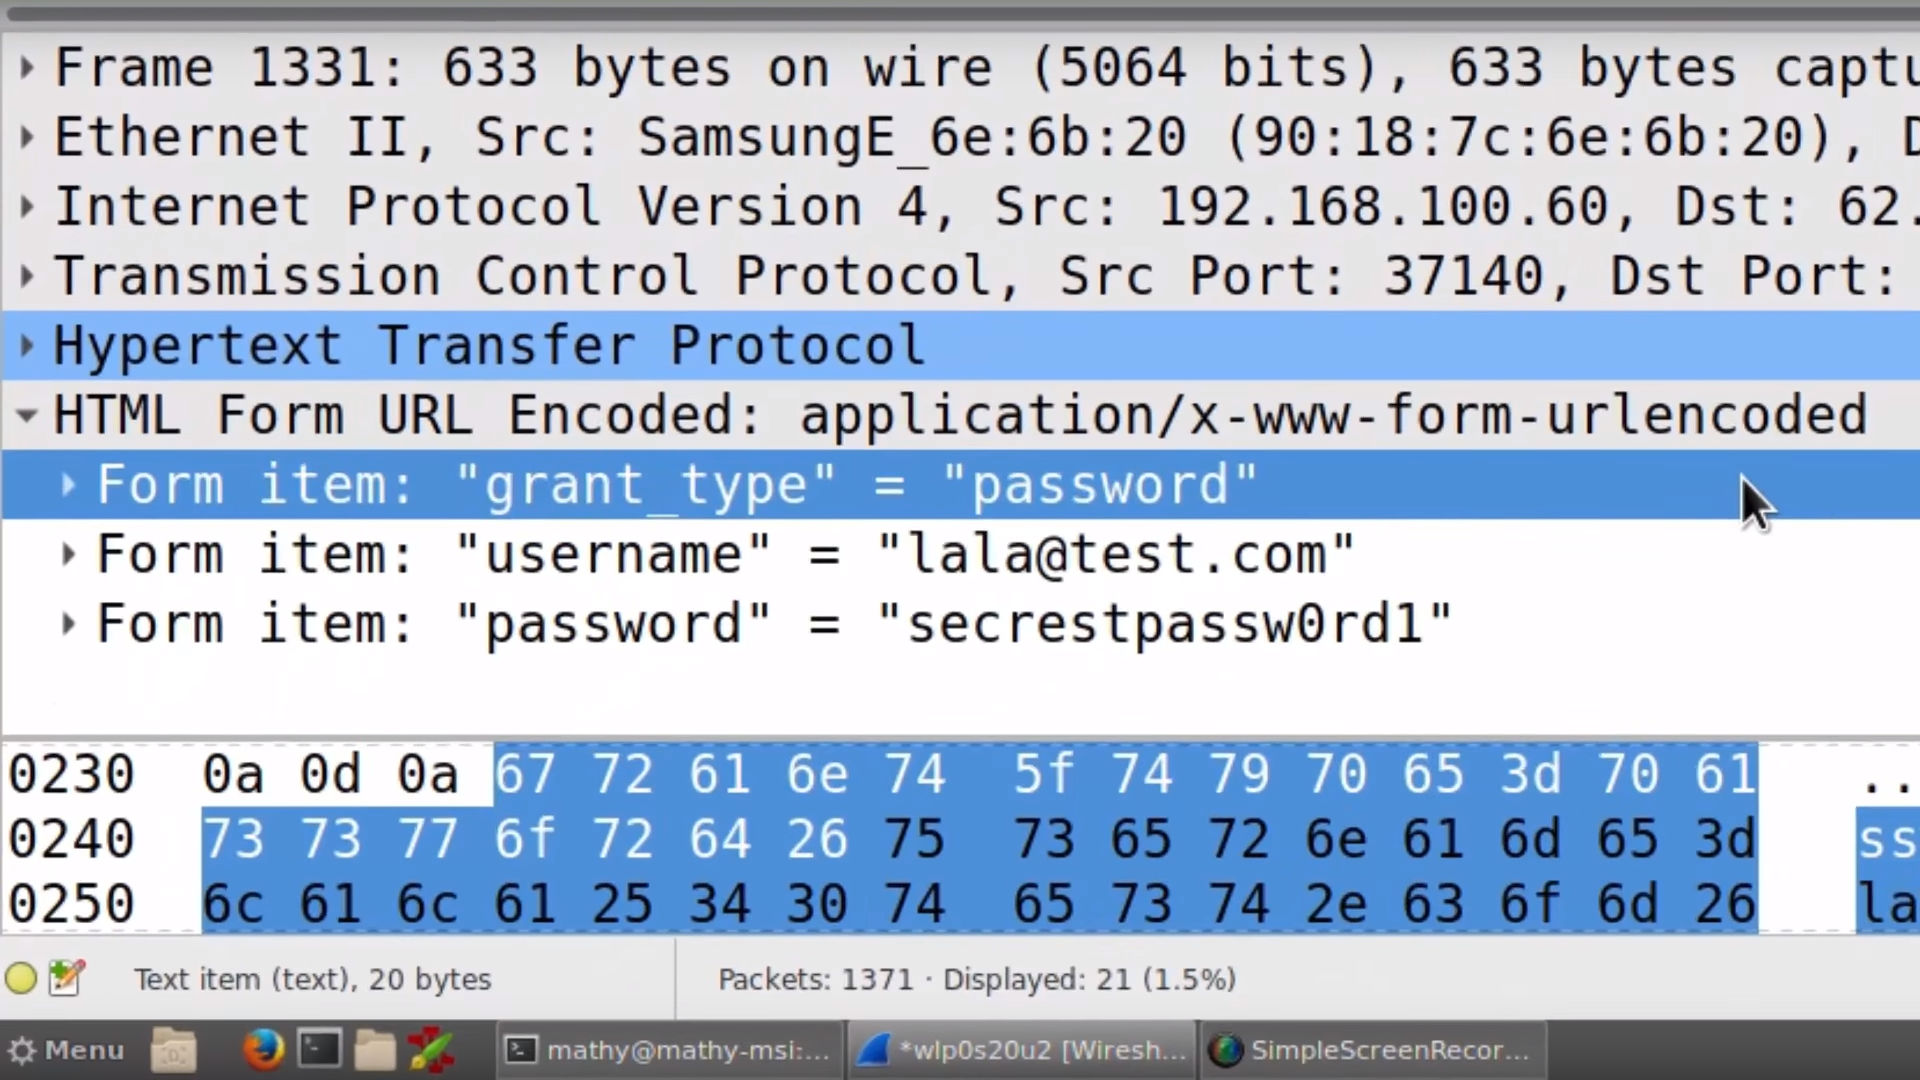 Frame 1331: 633 bytes on wire (5064 bits), 633 bytes captu
Ethernet II, Src: SamsungE_6e:6b:20 (90:18:7c:6e:6b:20), D
Internet Protocol Version 4, Src: 192.168.100.60, Dst: 62.
Transmission Control Protocol, Src Port: 37140, Dst Port:
Hypertext Transfer Protocol
HTML Form URL Encoded: application/x-www-form-urlencoded
Form item: "grant_type" = "password"
Form item: "username" = "lala@test.com"
Form item: "password" = "secrestpassw0rd1"
0230 0a 0d 0a 67 72 61 6e 74 5f 74 79 70 65 3d 70 61 ..
0240 73 73 77 6f 72 64 26 75 73 65 72 6e 61 6d 65 3d ss
0250 6c 61 6c 61 25 34 30 74 65 73 74 2e 63 6f 6d 26 la
Text item (text), 20 bytes Packets: 1371 · Displayed: 21 (1.5%)
Menu mathy@mathy-msi:... *wlp0s20u2 [Wiresh... SimpleScreenRecor...